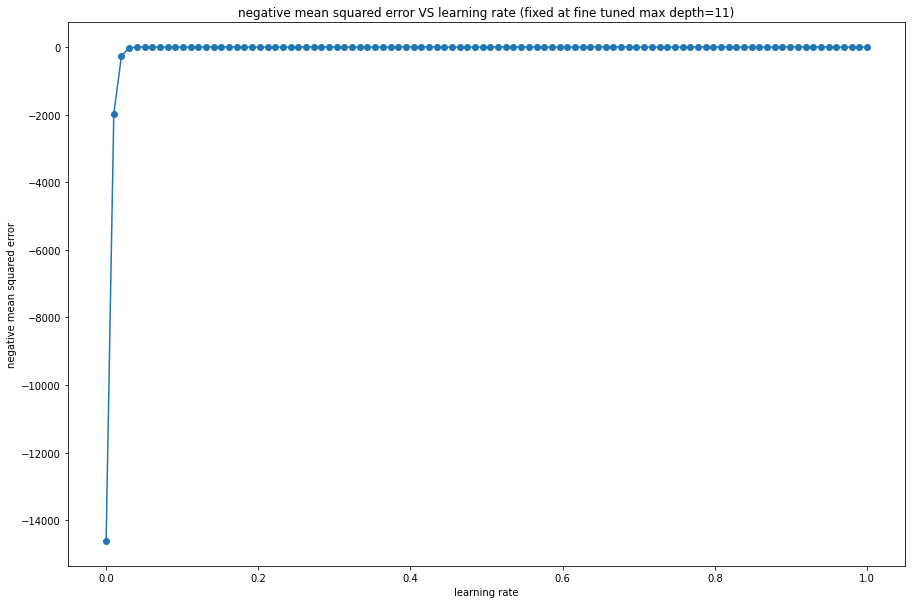 negative mean squared error VS learning rate (fixed at fine tuned max depth=11)
negative mean squared error
0
−2000
−4000
−6000
−8000
−10000
−12000
−14000
0.0 0.2 0.4 0.6 0.8 1.0
learning rate